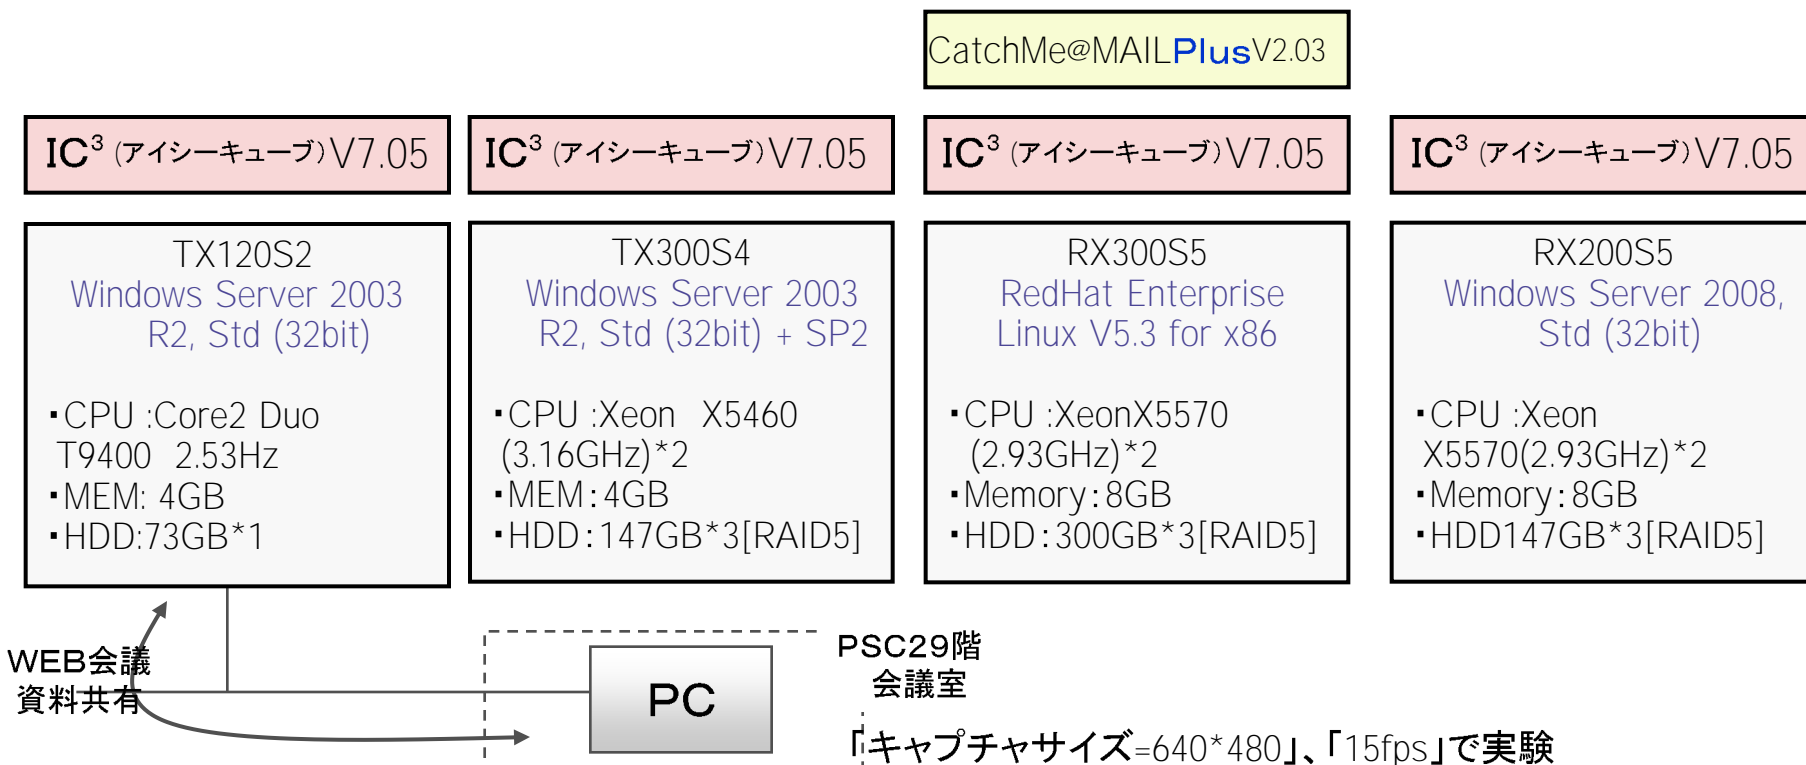 CatchMe@MAILPlusV2.03
IC³ (アイシーキューブ)V7.05
IC³ (アイシーキューブ)V7.05
IC³ (アイシーキューブ)V7.05
IC³ (アイシーキューブ)V7.05
TX120S2
Windows Server 2003
R2, Std (32bit)
・CPU :Core2 Duo
T9400 2.53Hz
・MEM: 4GB
・HDD:73GB*1
TX300S4
Windows Server 2003
R2, Std (32bit) + SP2
・CPU :Xeon X5460
(3.16GHz)*2
・MEM:4GB
・HDD:147GB*3[RAID5]
RX300S5
RedHat Enterprise
Linux V5.3 for x86
・CPU :XeonX5570
(2.93GHz)*2
・Memory:8GB
・HDD:300GB*3[RAID5]
RX200S5
Windows Server 2008,
Std (32bit)
・CPU :Xeon
X5570(2.93GHz)*2
・Memory:8GB
・HDD147GB*3[RAID5]
WEB会議
資料共有
PC
PSC29階
会議室
「キャプチャサイズ=640*480」、「15fps」で実験